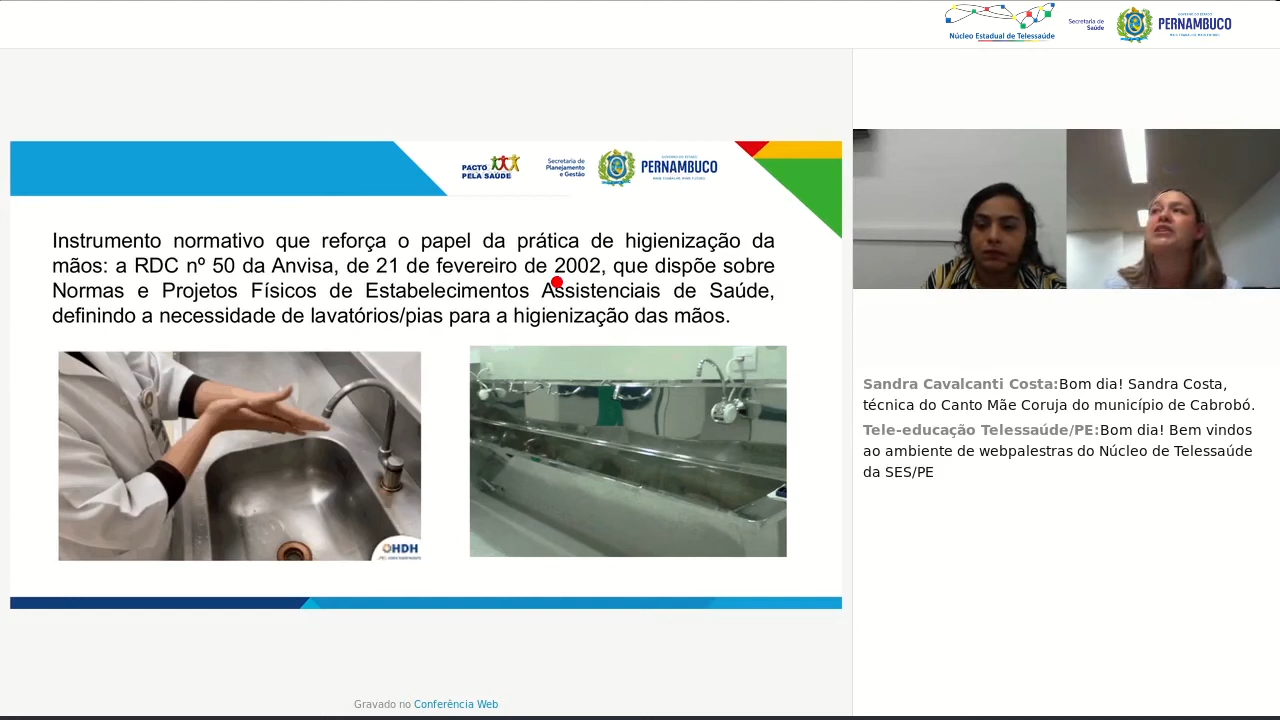 Núcleo Estadual de Telessaúde
Secretaria de
Saúde
PERNAMBUCO
PACTO
PELA SAÚDE
Secretaria de
Planejamento
e Gestão
GOVERNO DO ESTADO
PERNAMBUCO
Instrumento normativo que reforça o papel da prática de higienização da
mãos: a RDC nº 50 da Anvisa, de 21 de fevereiro de 2002, que dispõe sobre
Normas e Projetos Físicos de Estabelecimentos Assistenciais de Saúde,
definindo a necessidade de lavatórios/pias para a higienização das mãos.
HDH
Sandra Cavalcanti Costa:Bom dia! Sandra Costa,
técnica do Canto Mãe Coruja do município de Cabrobó.
Tele-educação Telessaúde/PE:Bom dia! Bem vindos
ao ambiente de webpalestras do Núcleo de Telessaúde
da SES/PE
Gravado no Conferência Web